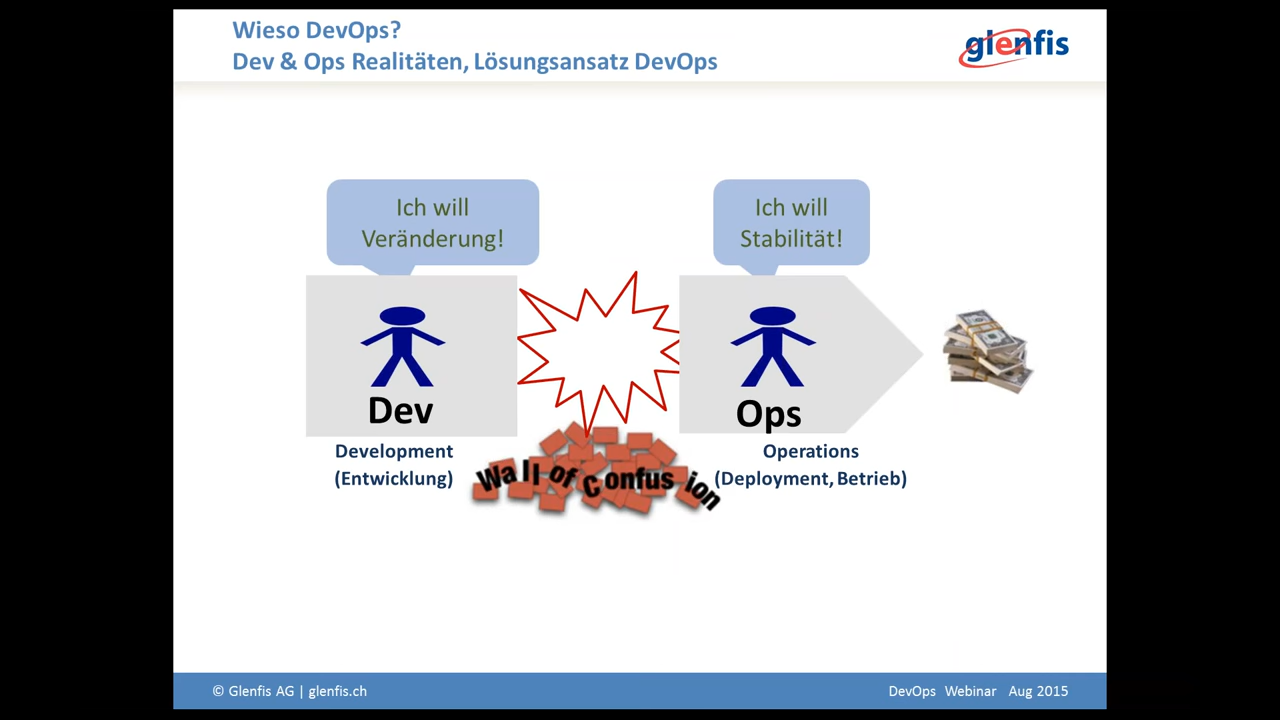 Wieso DevOps?
Dev & Ops Realitäten, Lösungsansatz DevOps
glenfis
Ich will
Veränderung!
Ich will
Stabilität!
Dev
Ops
Development
(Entwicklung)
Wall of Confusion
Operations
(Deployment, Betrieb)
© Glenfis AG | glenfis.ch
DevOps Webinar Aug 2015